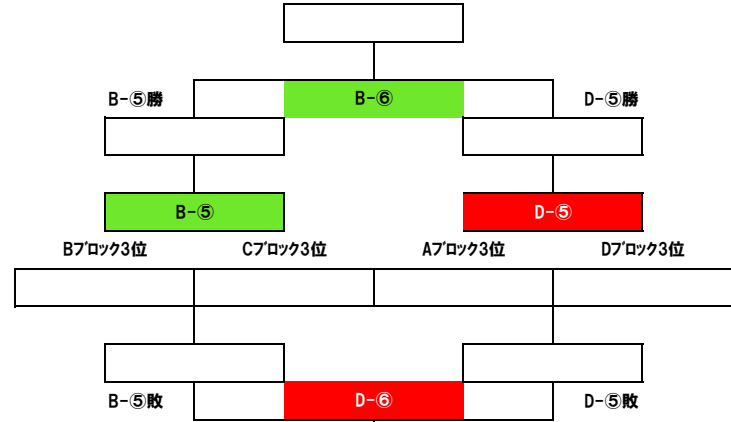 B-⑤勝 B-⑥ D-⑤勝
B-⑤ D-⑤
Bブロック3位 Cブロック3位 Aブロック3位 Dブロック3位
B-⑤敗 D-⑥ D-⑤敗